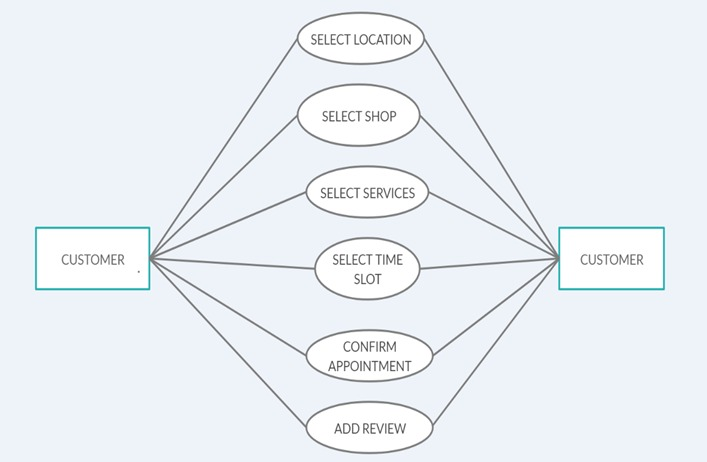 SELECT LOCATION
SELECT SHOP
SELECT SERVICES
CUSTOMER
.
SELECT TIME
SLOT
CUSTOMER
CONFIRM
APPOINTMENT
ADD REVIEW